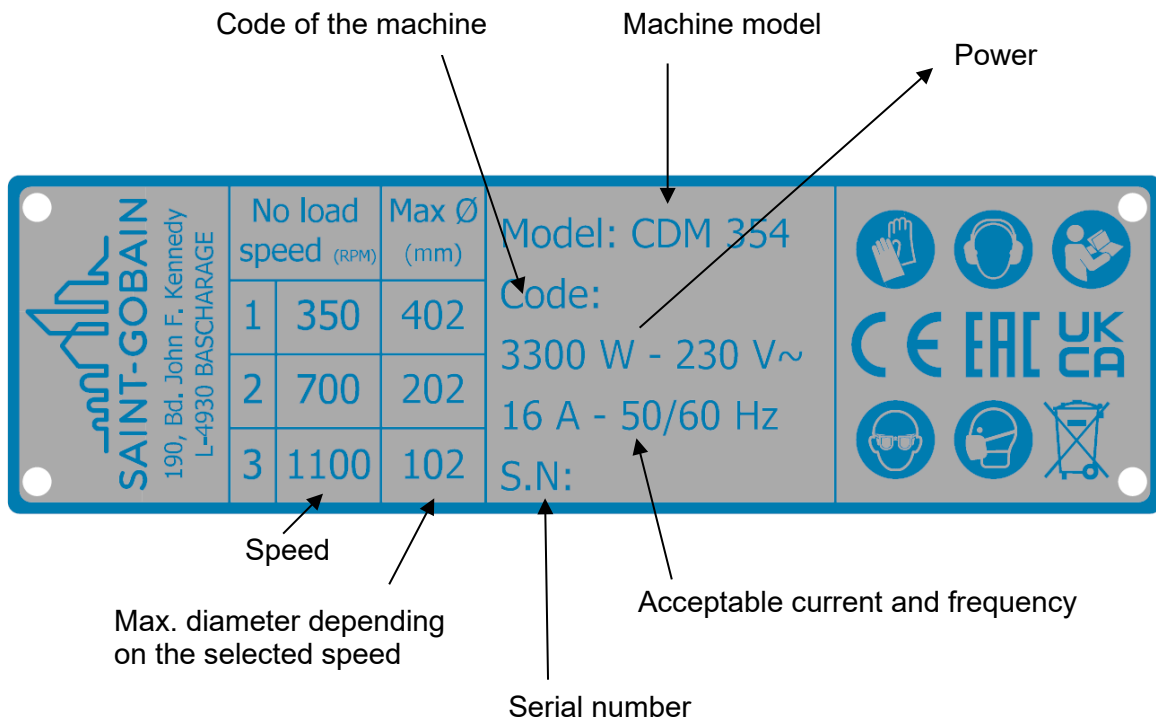 Code of the machine
Machine model
Power
SAINT-GOBAIN
190, Bd. John F. Kennedy
L-4930 BASCHARAGE
No load speed (RPM)
Max Ø (mm)
1 350 402
2 700 202
3 1100 102
Model: CDM 354
Code:
3300 W - 230 V~
16 A - 50/60 Hz
S.N:
CE EAC UK
CA
Speed
Max. diameter depending
on the selected speed
Acceptable current and frequency
Serial number